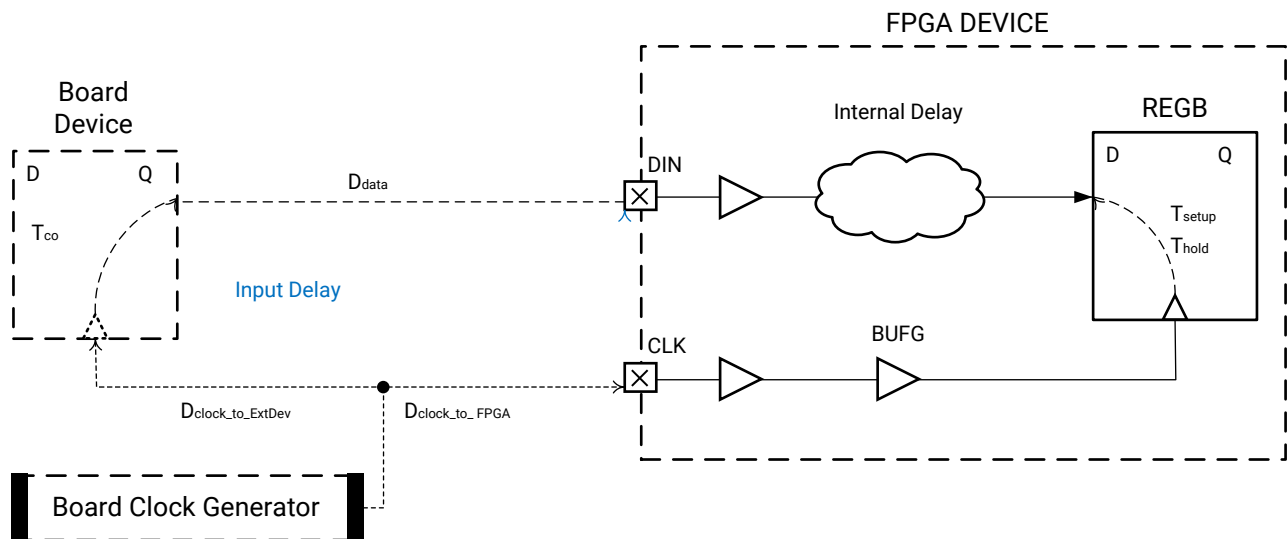 FPGA DEVICE
Board
Device
Internal Delay
REGB
D
Q
DIN
D
Q
Ddata
Tco
Tsetup
Thold
Input Delay
CLK
BUFG
Dclock_to_ExtDev
Dclock_to_ FPGA
Board Clock Generator